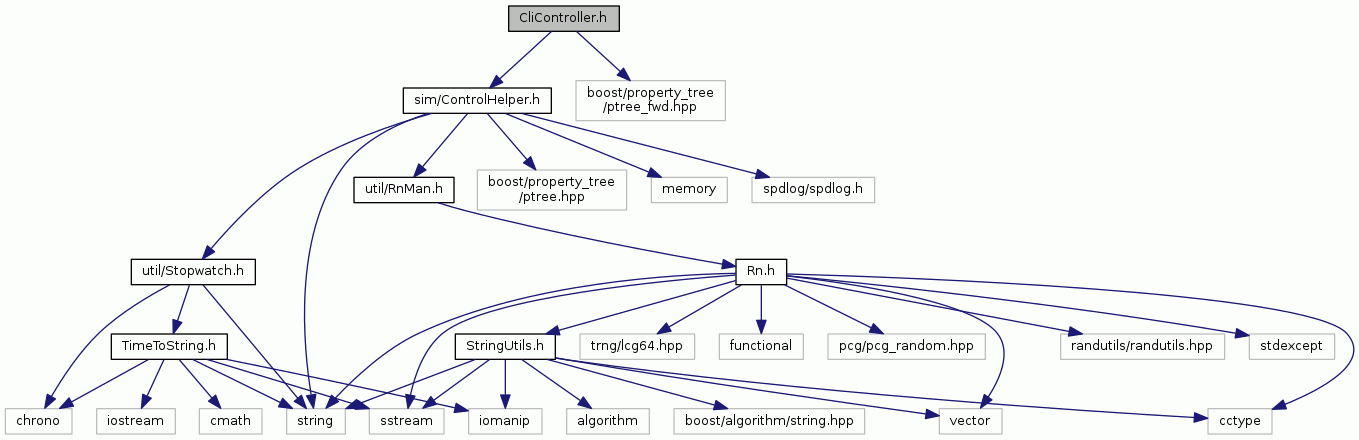 CliController.h
sim/ControlHelper.h
boost/property_tree
/ptree_fwd.hpp
util/RnMan.h
boost/property_tree
/ptree.hpp
memory
spdlog/spdlog.h
util/Stopwatch.h
Rn.h
TimeToString.h
StringUtils.h
trng/lcg64.hpp
functional
pcg/pcg_random.hpp
randutils/randutils.hpp
stdexcept
chrono
iostream
cmath
string
sstream
iomanip
algorithm
boost/algorithm/string.hpp
vector
cctype